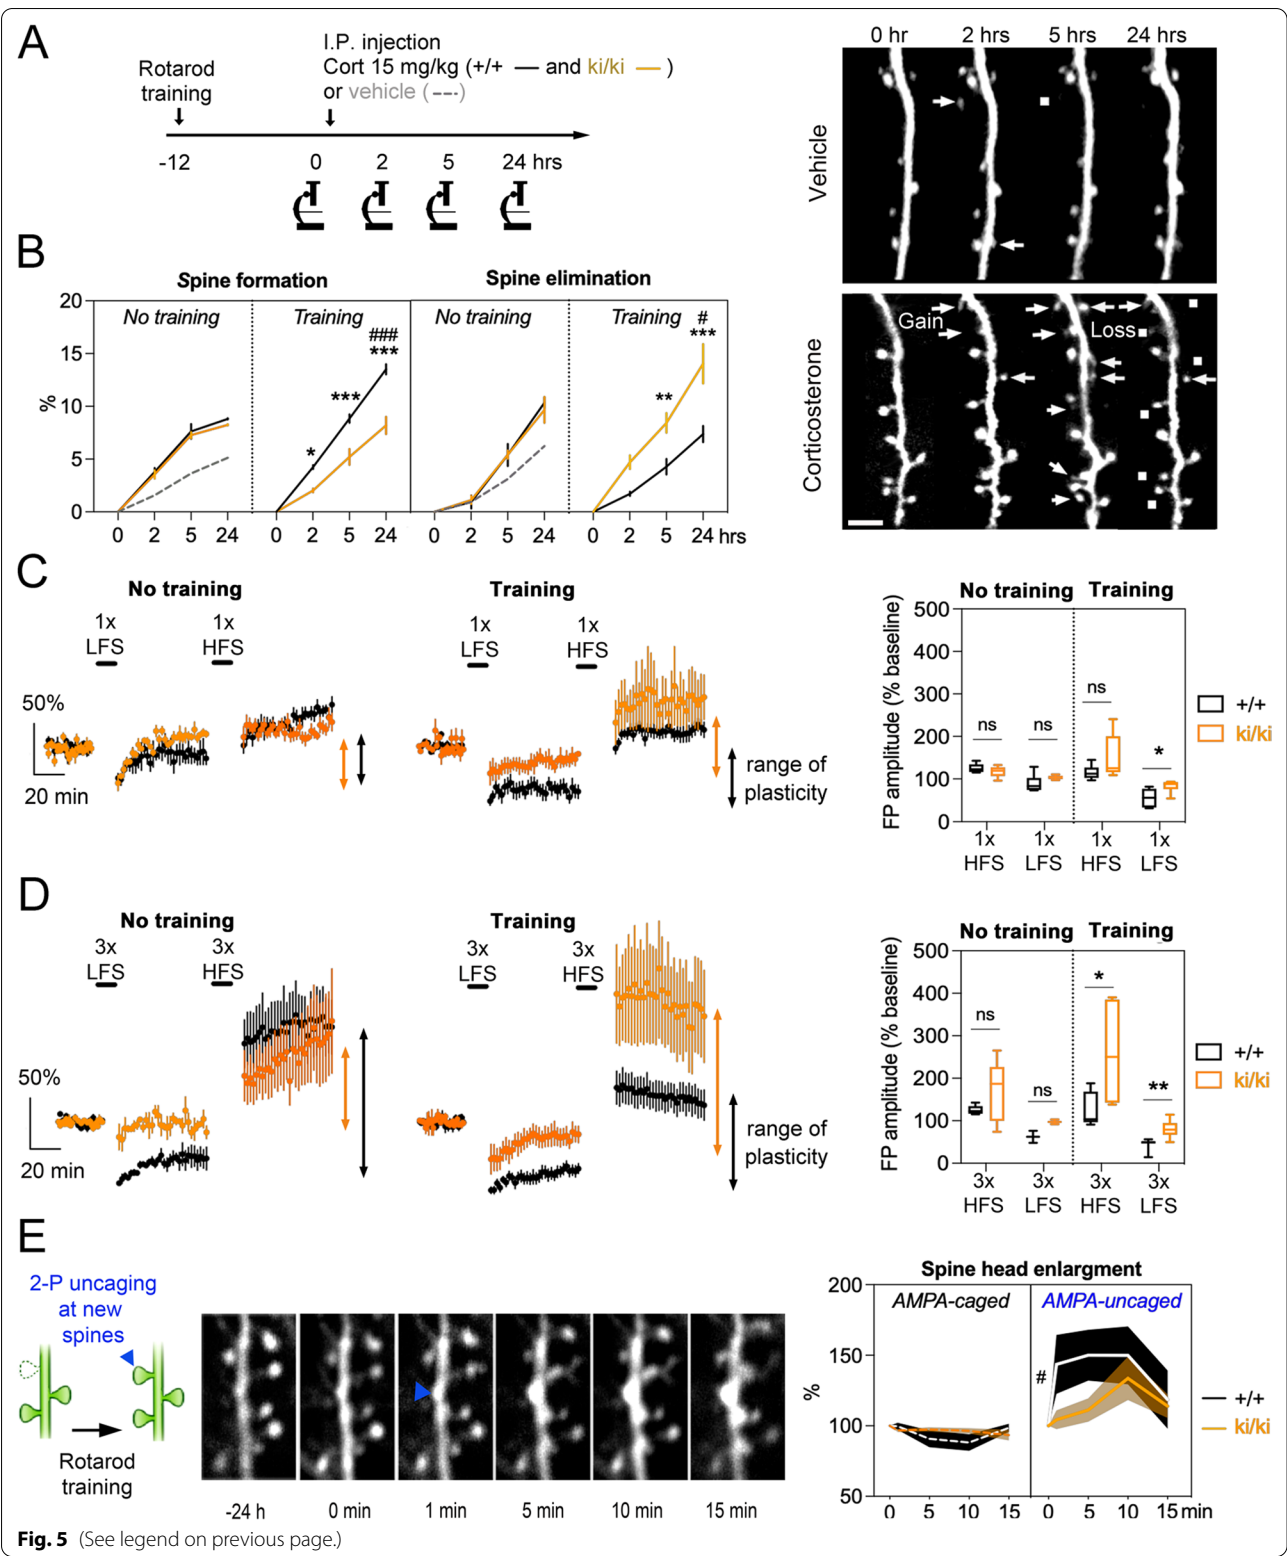 A
I.P. injection
Cort 15 mg/kg (+/+ — and ki/ki — )
or vehicle ( --- )
Rotarod
training
-12 0 2 5 24 hrs
0 hr 2 hrs 5 hrs 24 hrs
Vehicle
Corticosterone
Gain
Loss
B
Spine formation Spine elimination
No training Training No training Training
### *** *** * ** # ***
%
20
15
10
5
0
0 2 5 24 0 2 5 24 0 2 5 24 0 2 5 24 hrs
C
No training Training
1x LFS
1x HFS
1x LFS
1x HFS
50%
20 min
range of
plasticity
No training Training
FP amplitude (% baseline)
500
400
300
200
100
0
ns ns ns *
1x HFS
1x LFS
1x HFS
1x LFS
+/+
ki/ki
D
No training Training
3x LFS
3x HFS
3x LFS
3x HFS
50%
20 min
range of
plasticity
No training Training
FP amplitude (% baseline)
500
400
300
200
100
0
ns ns * **
3x HFS
3x LFS
3x HFS
3x LFS
+/+
ki/ki
E
2-P uncaging
at new
spines
Rotarod
training
-24 h 0 min 1 min 5 min 10 min 15 min
Spine head enlargment
AMPA-caged AMPA-uncaged
%
200
150
100
50
#
0 5 10 15 0 5 10 15 min
+/+
ki/ki
Fig. 5 (See legend on previous page.)